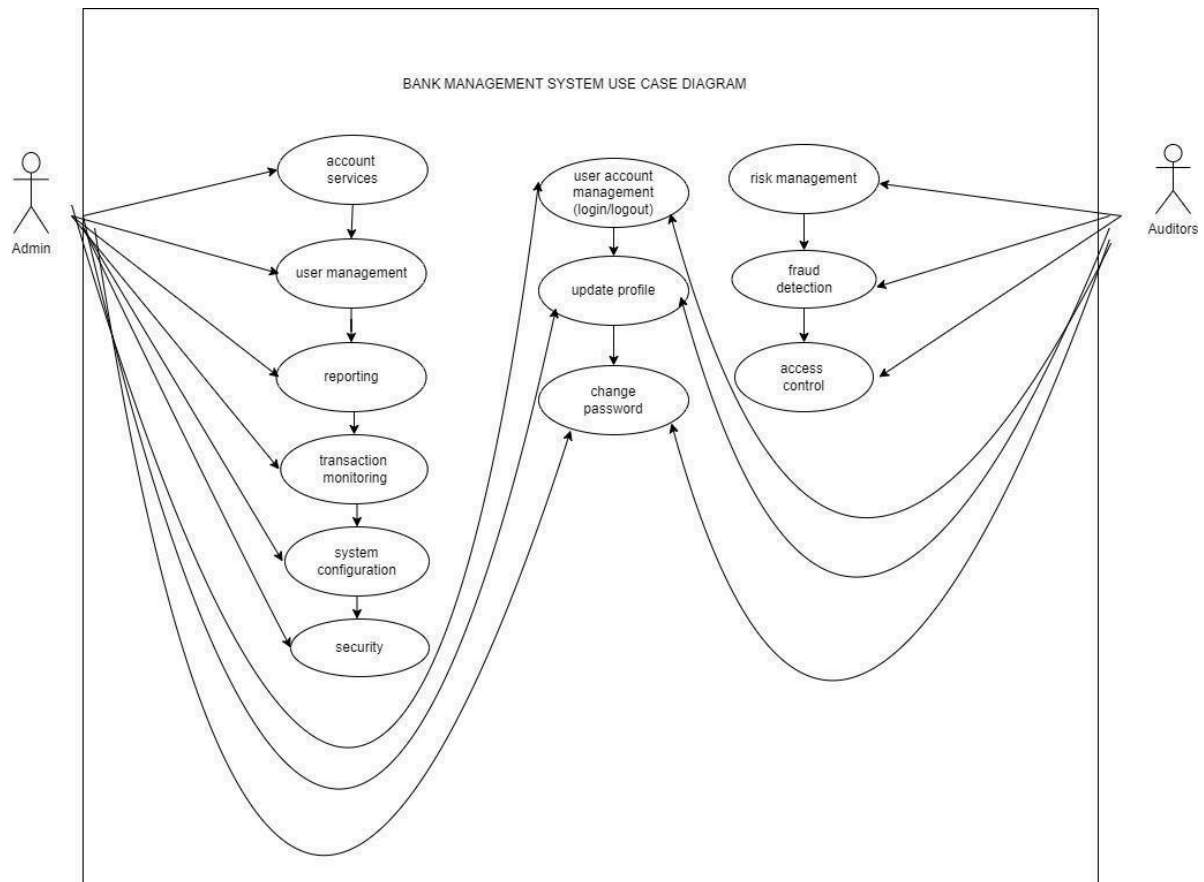 BANK MANAGEMENT SYSTEM USE CASE DIAGRAM
Admin
account
services
user management
reporting
transaction
monitoring
system
configuration
security
user account
management
(login/logout)
update profile
change
password
risk management
fraud
detection
access
control
Auditors